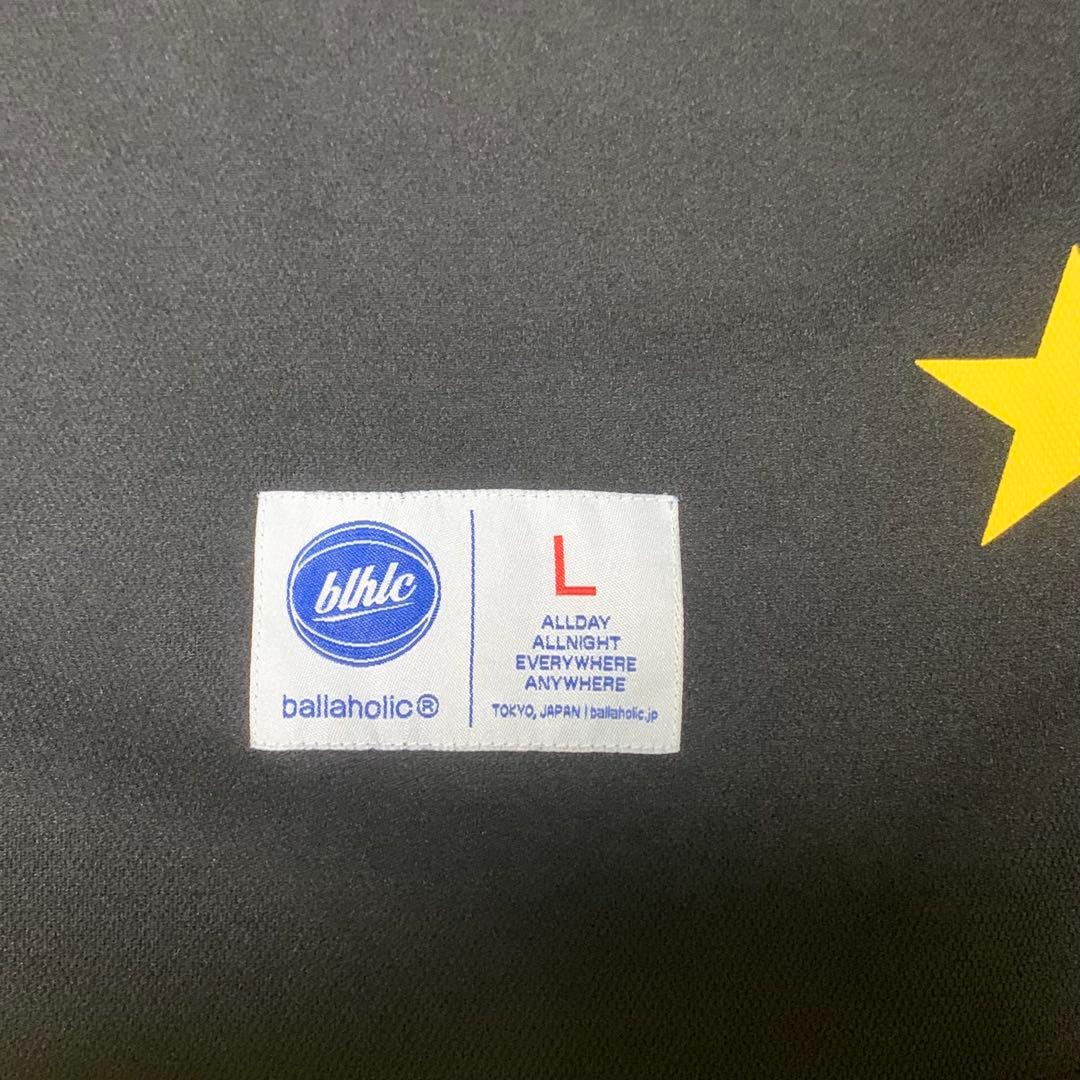 blhlc
ballaholic®
L
ALLDAY
ALLNIGHT
EVERYWHERE
ANYWHERE
TOKYO, JAPAN | ballaholic.jp